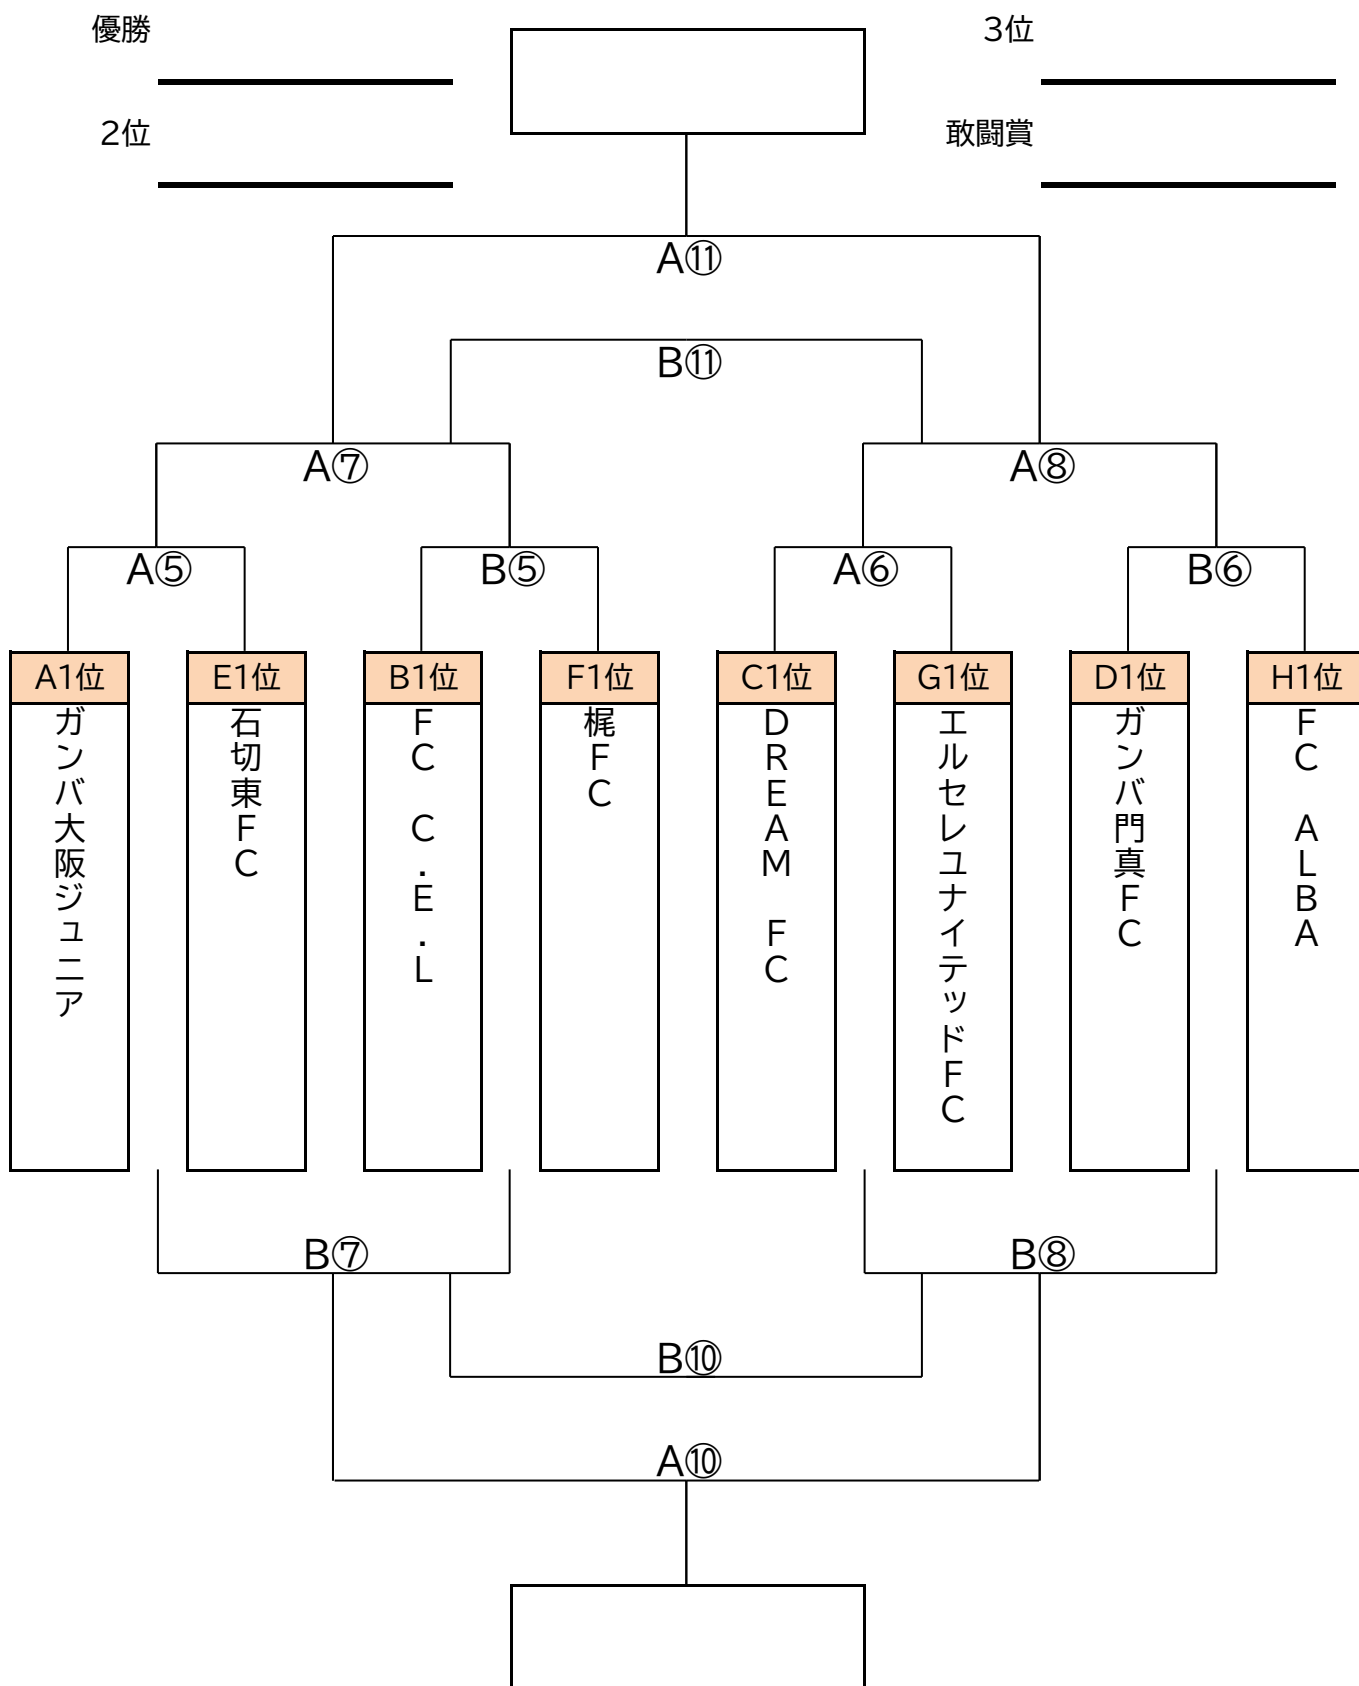 優勝
3位
2位
敢闘賞
A⑪
B⑪
A⑦
A⑧
A⑤
B⑤
A⑥
B⑥
A1位
E1位
B1位
F1位
C1位
G1位
D1位
H1位
ガンバ大阪ジュニア
石切東FC
FC C.E.L
梶FC
DREAM FC
エルセレユナイテッドFC
ガンバ門真FC
FC ALBA
B⑦
B⑧
B⑩
A⑩